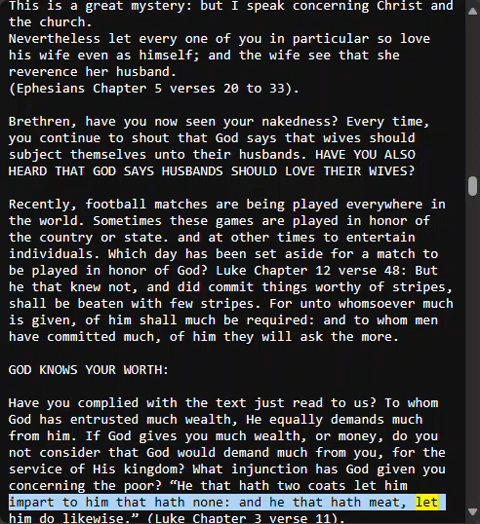 This is a great mystery: but I speak concerning Christ and
the church.
Nevertheless let every one of you in particular so love
his wife even as himself; and the wife see that she
reverence her husband.
(Ephesians Chapter 5 verses 20 to 33).
Brethren, have you now seen your nakedness? Every time,
you continue to shout that God says that wives should
subject themselves unto their husbands. HAVE YOU ALSO
HEARD THAT GOD SAYS HUSBANDS SHOULD LOVE THEIR WIVES?
Recently, football matches are being played everywhere in
the world. Sometimes these games are played in honor of
the country or state. and at other times to entertain
individuals. Which day has been set aside for a match to
be played in honor of God? Luke Chapter 12 verse 48: But
he that knew not, and did commit things worthy of stripes,
shall be beaten with few stripes. For unto whomsoever much
is given, of him shall much be required: and to whom men
have committed much, of him they will ask the more.
GOD KNOWS YOUR WORTH:
Have you complied with the text just read to us? To whom
God has entrusted much wealth, He equally demands much
from him. If God gives you much wealth, or money, do you
not consider that God would demand much from you, for the
service of His kingdom? What injunction has God given you
concerning the poor? “He that hath two coats let him
impart to him that hath none: and he that hath meat, let
him do likewise.” (Luke Chapter 3 verse 11).